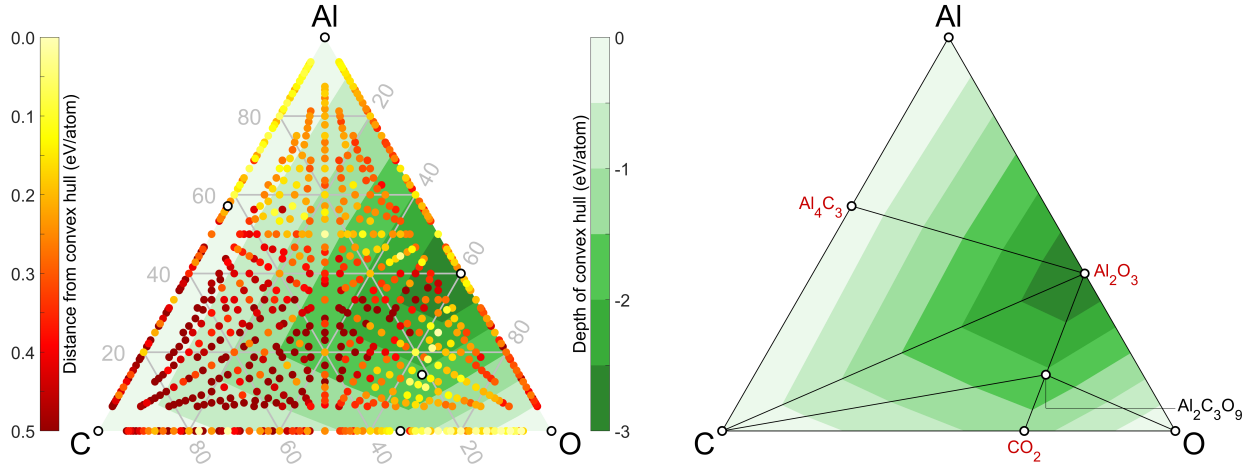 Al
0.0
0.1
0.2
0.3
0.4
0.5
Distance from convex hull (eV/atom)
80
60
40
20
20
40
60
80
80
60
40
20
C
O
0
-1
-2
-3
Depth of convex hull (eV/atom)
Al
Al₄C₃
Al₂O₃
Al₂C₃O₉
C
CO₂
O